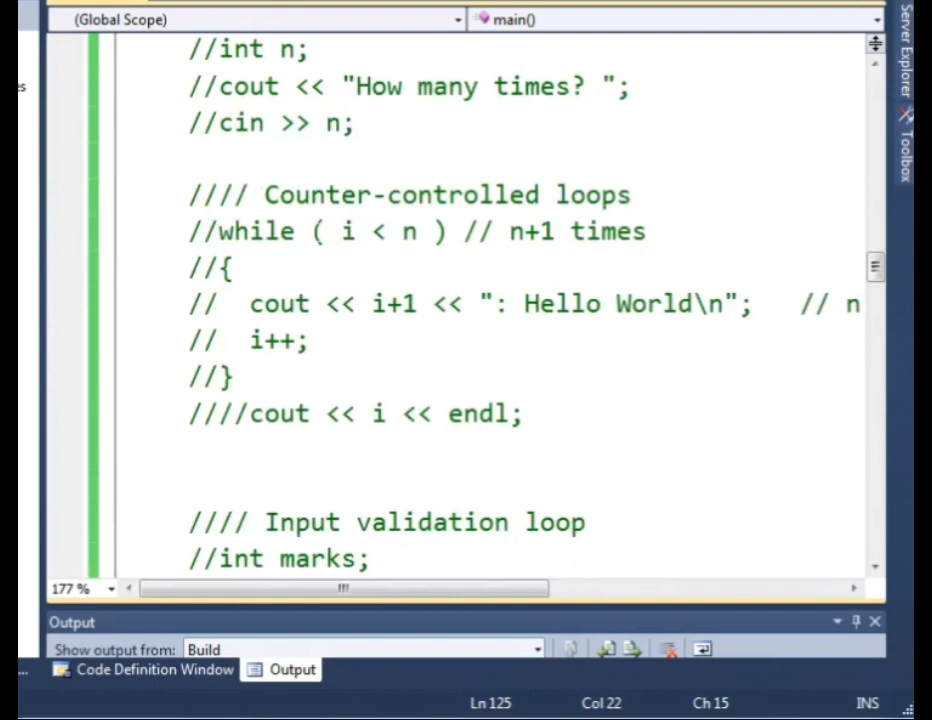 (Global Scope) main()
Server Explorer
Toolbox
es
//int n;
//cout << "How many times? ";
//cin >> n;
//// Counter-controlled loops
//while ( i < n ) // n+1 times
//{
//  cout << i+1 << ": Hello World\n";   // n
//  i++;
//}
////cout << i << endl;
//// Input validation loop
//int marks;
177 %
Output
Show output from: Build
... Code Definition Window Output
Ln 125 Col 22 Ch 15 INS